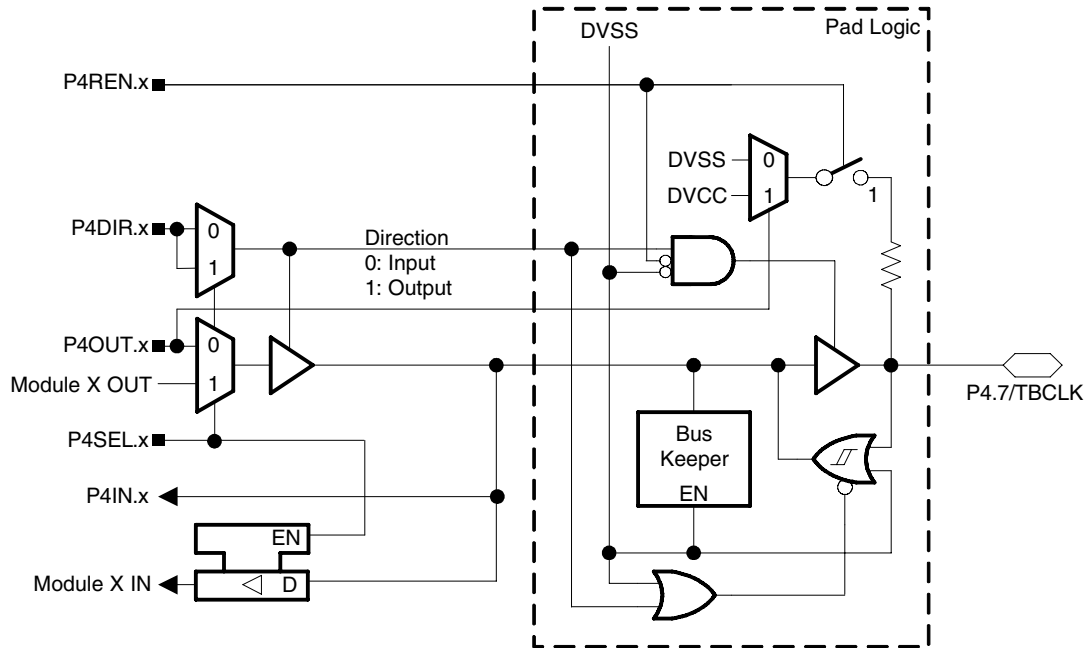 DVSS
Pad Logic
P4REN.x
DVSS
0
DVCC
1
1
P4DIR.x
0
1
Direction
0: Input
1: Output
P4OUT.x
0
Module X OUT
1
P4.7/TBCLK
P4SEL.x
Bus
Keeper
EN
P4IN.x
EN
Module X IN
D